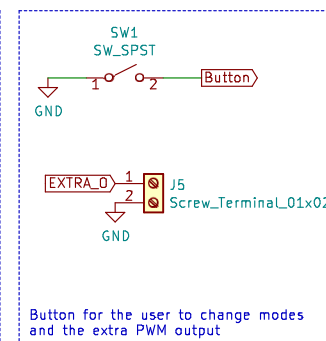 SW1
SW_SPST
1
2
Button
GND
EXTRA_O
1
J5
2
Screw_Terminal_01x02
GND
Button for the user to change modes
and the extra PWM output